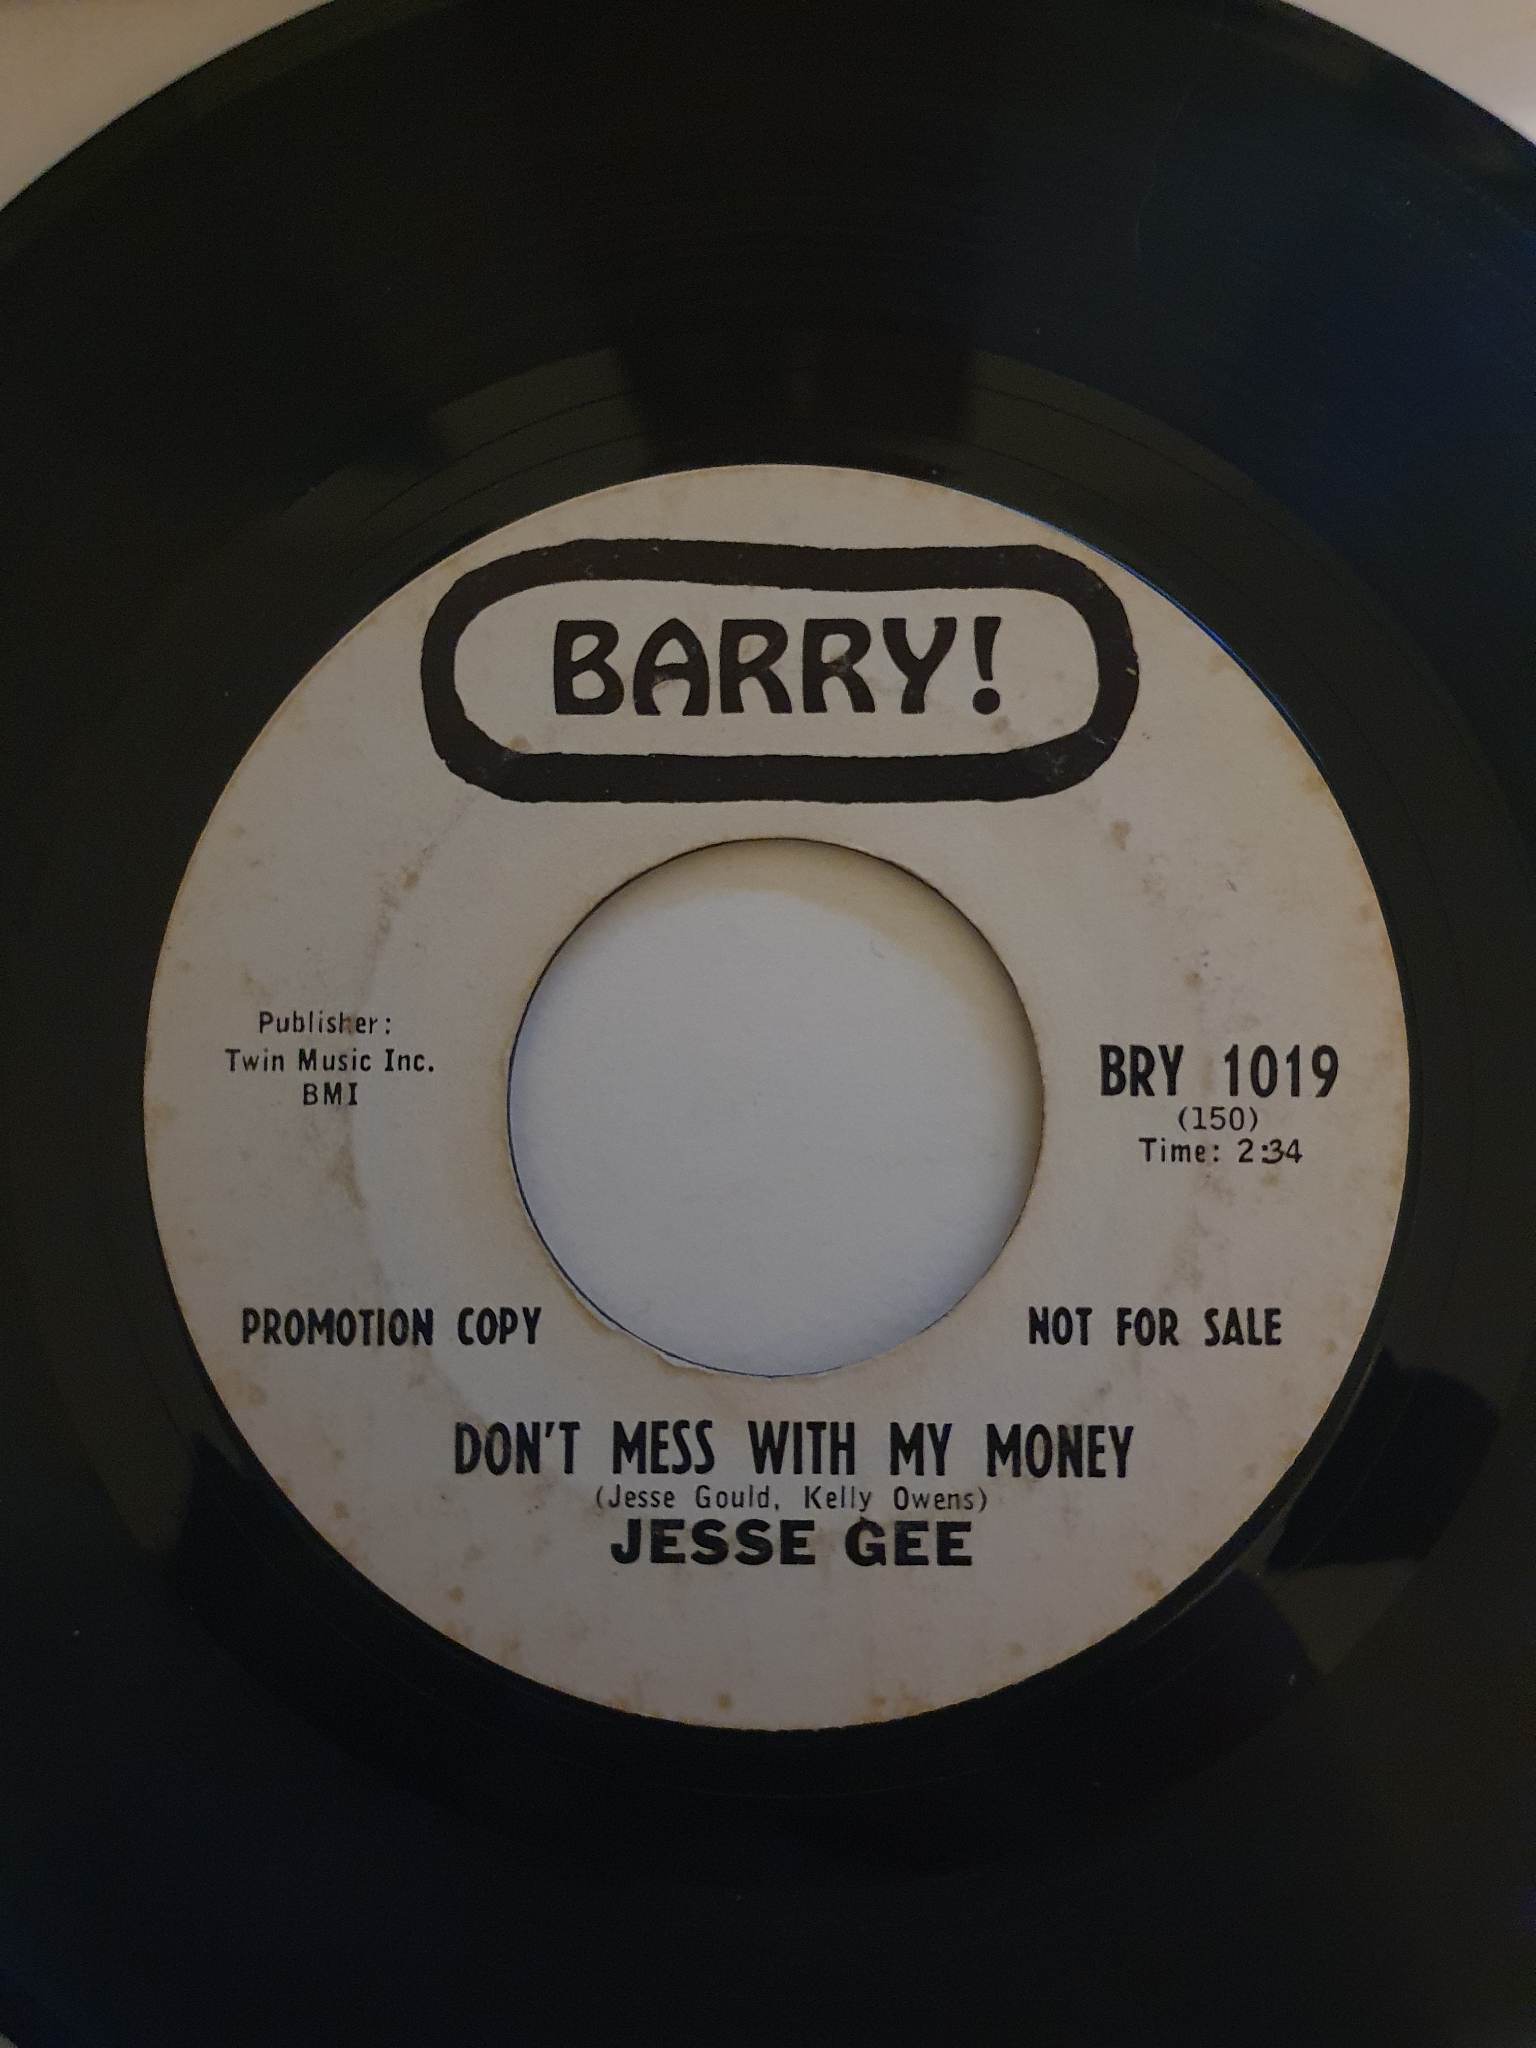 BARRY!
Publisher:
Twin Music Inc.
BMI
BRY 1019
(150)
Time: 2:34
PROMOTION COPY
NOT FOR SALE
DON'T MESS WITH MY MONEY
(Jesse Gould, Kelly Owens)
JESSE GEE